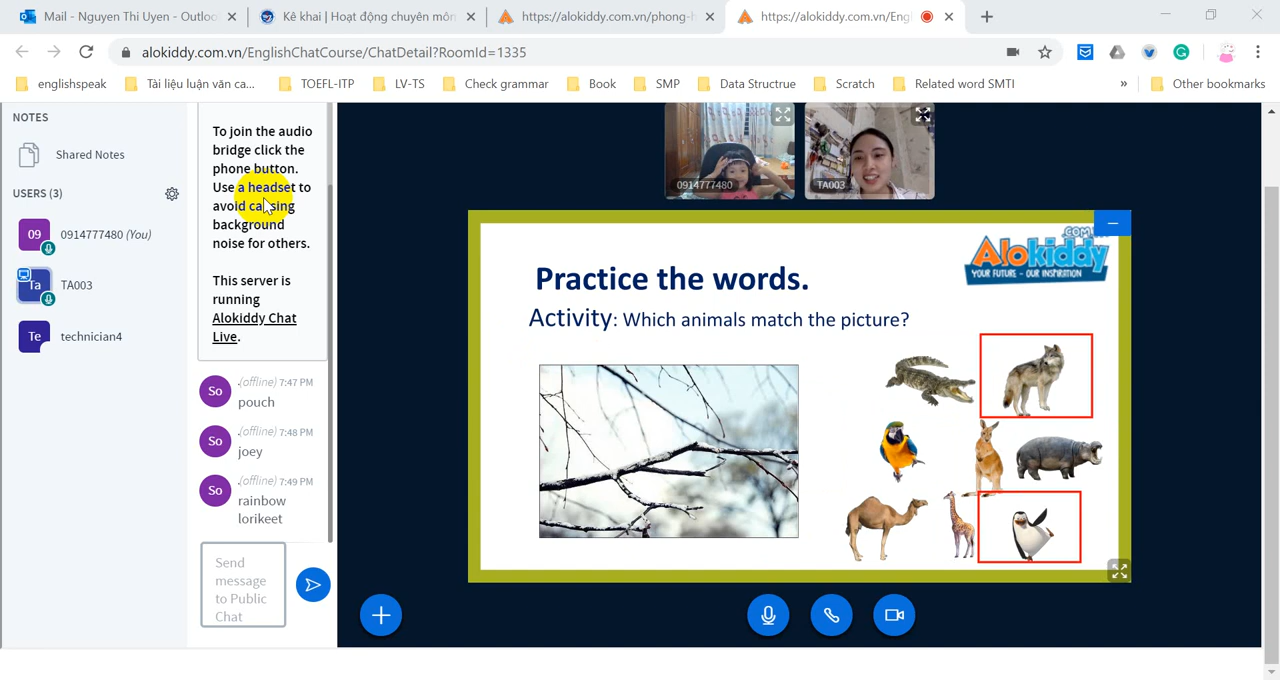 Mail - Nguyen Thi Uyen - Outloo
Kê khai | Hoạt động chuyên môn
https://alokiddy.com.vn/phong-h
https://alokiddy.com.vn/Eng
alokiddy.com.vn/EnglishChatCourse/ChatDetail?RoomId=1335
englishspeak
Tài liệu luận văn ca...
TOEFL-ITP
LV-TS
Check grammar
Book
SMP
Data Structrue
Scratch
Related word SMTI
»
Other bookmarks
NOTES
Shared Notes
USERS (3)
09
0914777480 (You)
Ta
TA003
Te
technician4
To join the audio
bridge click the
phone button.
Use a headset to
avoid causing
background
noise for others.
This server is
running
Alokiddy Chat
Live.
So
.(offline) 7:47 PM
pouch
So
.(offline) 7:48 PM
joey
So
.(offline) 7:49 PM
rainbow
lorikeet
Send
message
to Public
Chat
0914777480
TA003
.COM.VN
Alokiddy
YOUR FUTURE - OUR INSPIRATION
Practice the words.
Activity: Which animals match the picture?